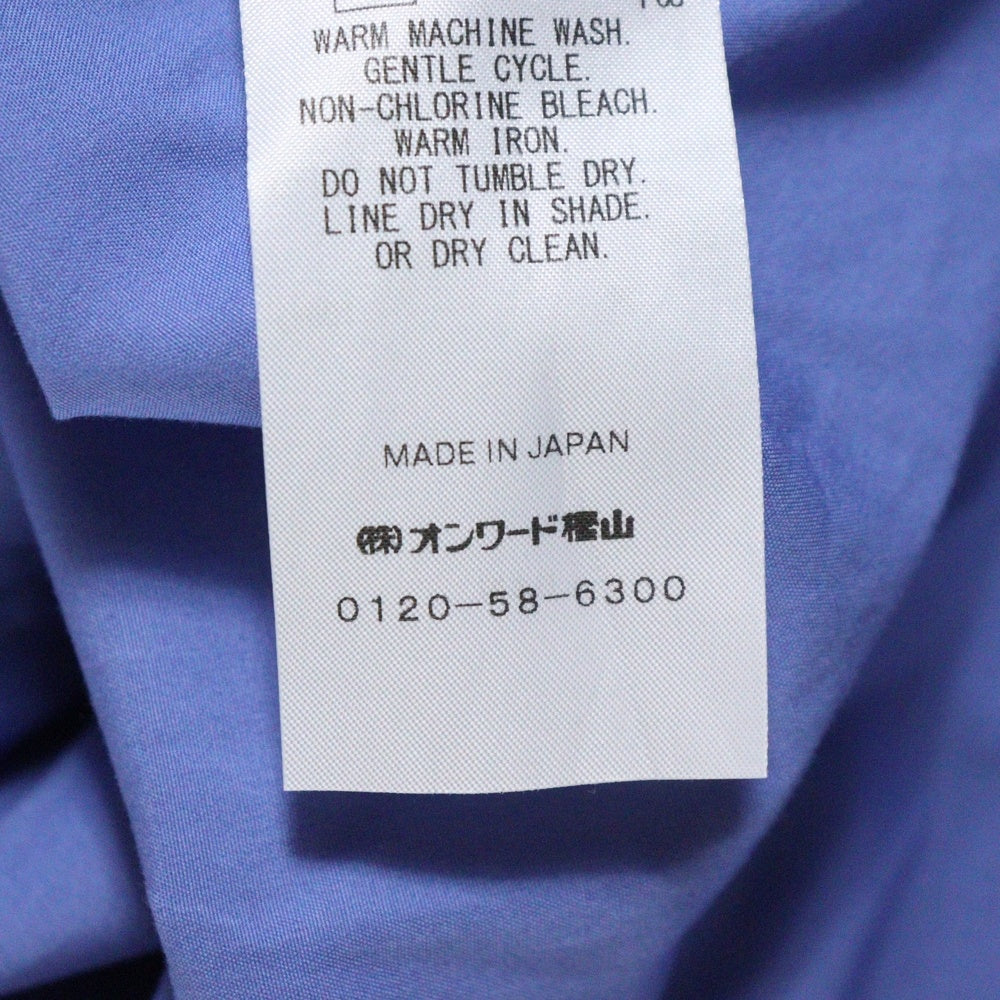 WARM MACHINE WASH.
GENTLE CYCLE.
NON-CHLORINE BLEACH.
WARM IRON.
DO NOT TUMBLE DRY.
LINE DRY IN SHADE.
OR DRY CLEAN.
MADE IN JAPAN
㈱オンワード樫山
0120-58-6300